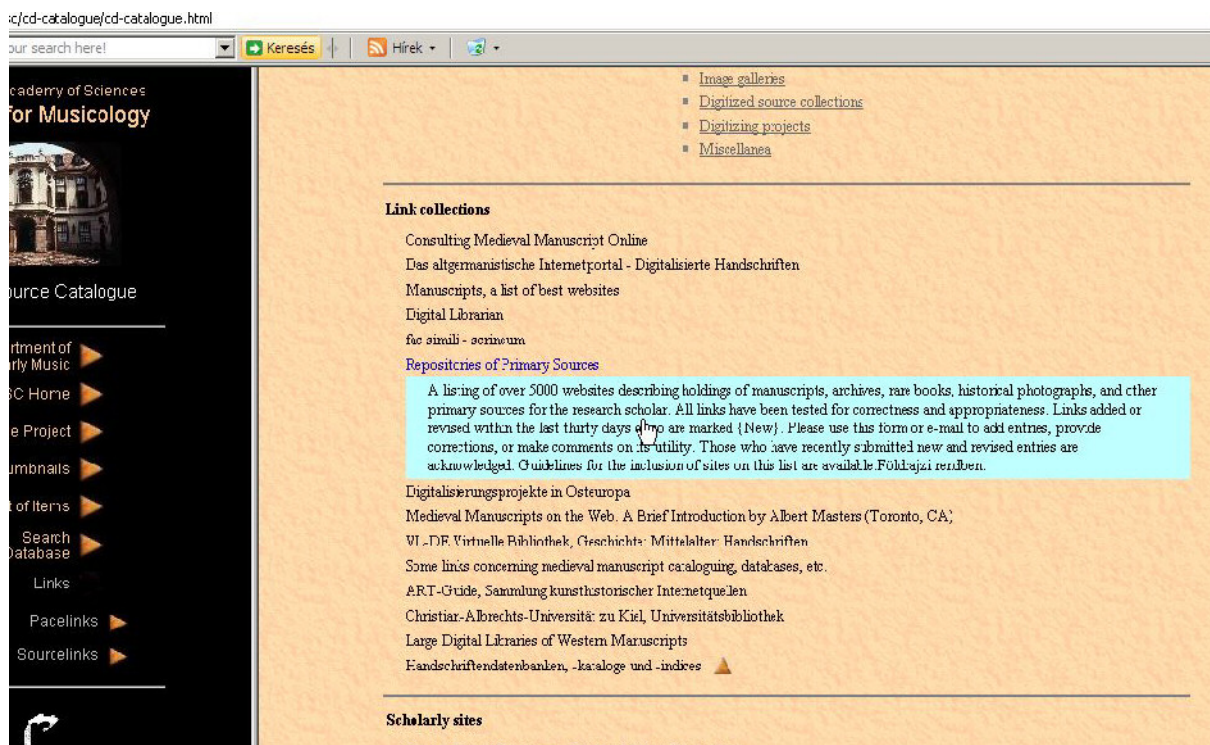 sc/cd-catalogue/cd-catalogue.html
our search here!
Keresés
Hírek
cademy of Sciences
for Musicology
ource Catalogue
rtment of
arly Music
SC Home
e Project
umbnails
t of Items
Search
Database
Links
Pacelinks
Sourcelinks
Image galleries
Digitized source collections
Digitizing projects
Miscellanea
Link collections
Consulting Medieval Manuscript Online
Das altgermanistische Internetportal - Digitalisierte Handschriften
Manuscripts, a list of best websites
Digital Librarian
fac simili - scrineum
Repositories of Primary Sources
A listing of over 5000 websites describing holdings of manuscripts, archives, rare books, historical photographs, and other
primary sources for the research scholar. All links have been tested for correctness and appropriateness. Links added or
revised within the last thirty days or so are marked {New}. Please use this form or e-mail to add entries, provide
corrections, or make comments on its utility. Those who have recently submitted new and revised entries are
acknowledged. Guidelines for the inclusion of sites on this list are available.Földrajzi rendben.
Digitalisierungsprojekte in Osteuropa
Medieval Manuscripts on the Web. A Brief Introduction by Albert Masters (Toronto, CA)
VL-DE Virtuelle Bibliothek, Geschichte: Mittelalter: Handschriften
Some links concerning medieval manuscript cataloguing, databases, etc.
ART-Guide, Sammlung kunsthistorischer Internetquellen
Christian-Albrechts-Universität zu Kiel, Universitätsbibliothek
Large Digital Libraries of Western Manuscripts
Handschriftendatenbanken, -kataloge und -indices
Scholarly sites